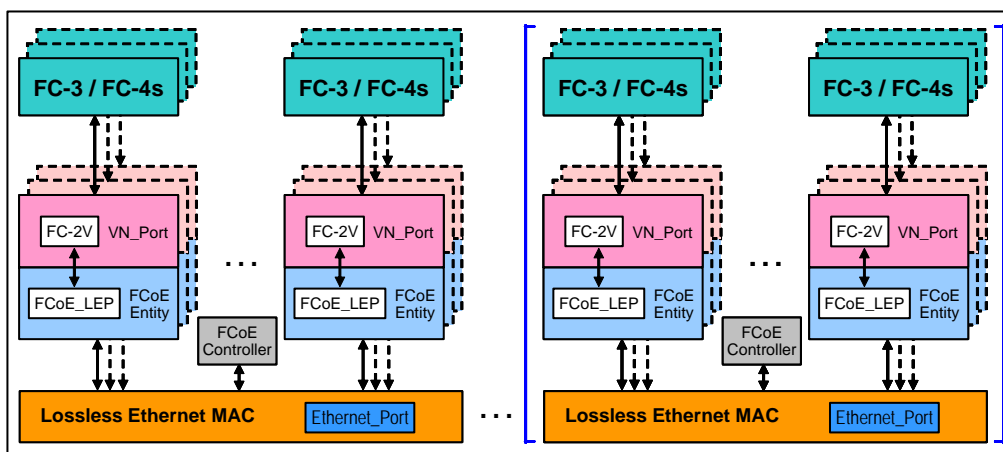 FC-3 / FC-4s
FC-3 / FC-4s
FC-3 / FC-4s
FC-3 / FC-4s
FC-2V
VN_Port
FC-2V
VN_Port
FC-2V
VN_Port
FC-2V
VN_Port
. . .
. . .
FCoE_LEP
FCoE
Entity
FCoE_LEP
FCoE
Entity
FCoE_LEP
FCoE
Entity
FCoE_LEP
FCoE
Entity
FCoE
Controller
FCoE
Controller
Lossless Ethernet MAC
Ethernet_Port
. . .
Lossless Ethernet MAC
Ethernet_Port